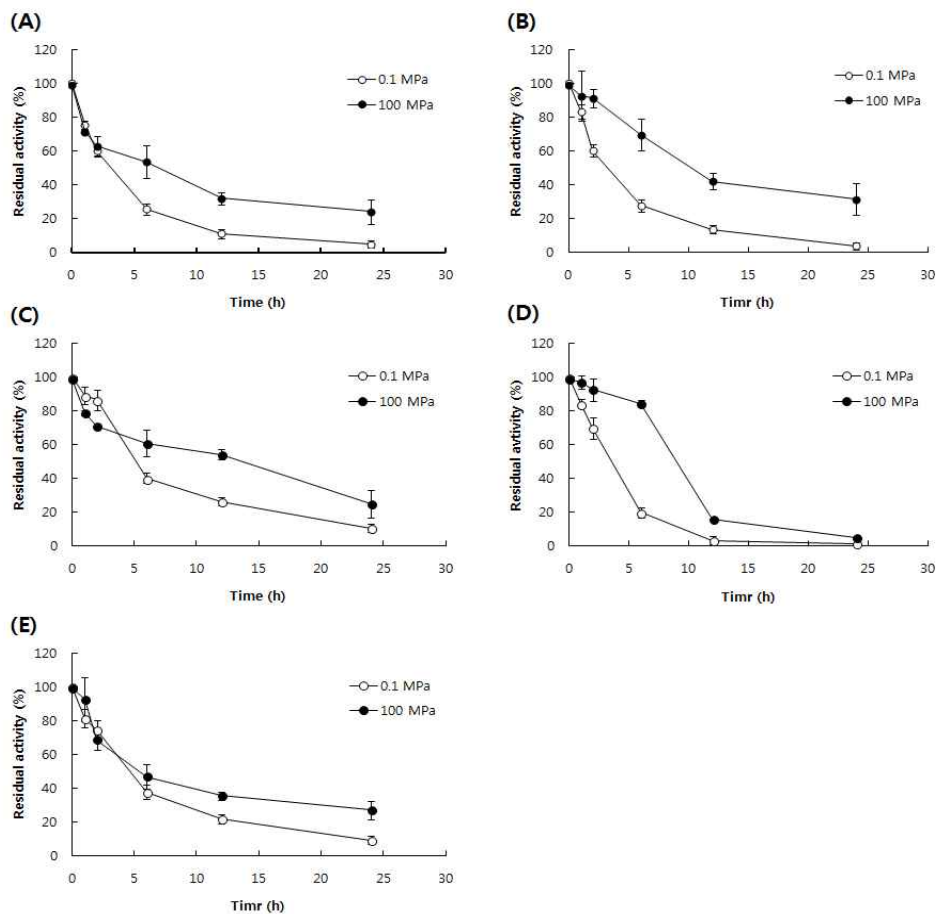 (A)
120
100
80
60
40
20
0
Residual activity (%)
0.1 MPa
100 MPa
0 5 10 15 20 25 30
Time (h)
(B)
120
100
80
60
40
20
0
Residual activity (%)
0.1 MPa
100 MPa
0 5 10 15 20 25 30
Timr (h)
(C)
120
100
80
60
40
20
0
Residual activity (%)
0.1 MPa
100 MPa
0 5 10 15 20 25 30
Time (h)
(D)
120
100
80
60
40
20
0
Residual avtivity (%)
0.1 MPa
100 MPa
0 5 10 15 20 25 30
Timr (h)
(E)
120
100
80
60
40
20
0
Residual activity (%)
0.1 MPa
100 MPa
0 5 10 15 20 25 30
Timr (h)